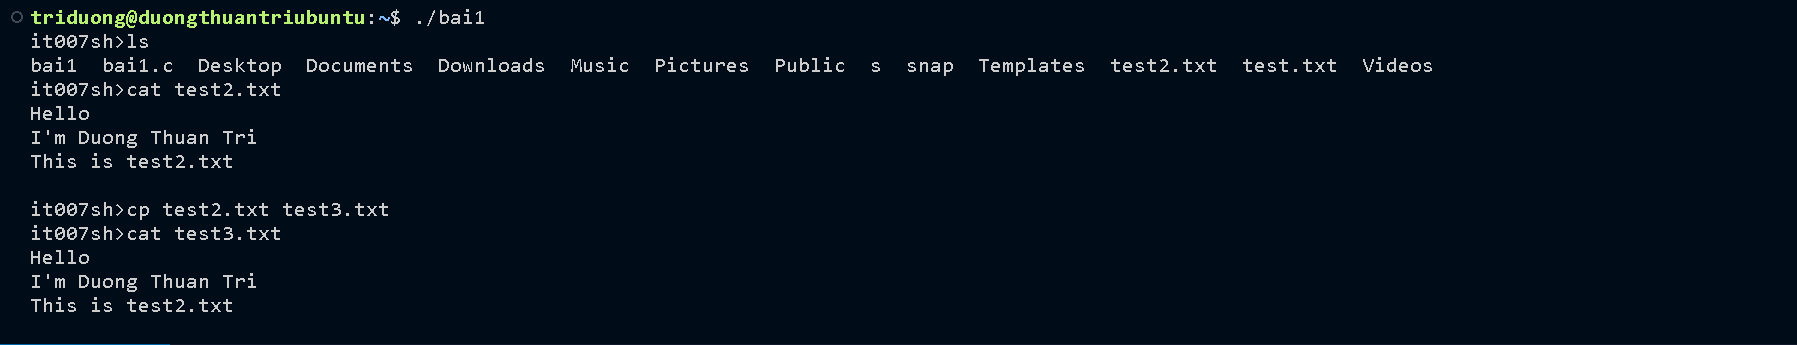 triduong@duongthuantriubuntu:~$ ./bai1
it007sh>ls
bai1  bai1.c  Desktop  Documents  Downloads  Music  Pictures  Public  s  snap  Templates  test2.txt  test.txt  Videos
it007sh>cat test2.txt
Hello
I'm Duong Thuan Tri
This is test2.txt

it007sh>cp test2.txt test3.txt
it007sh>cat test3.txt
Hello
I'm Duong Thuan Tri
This is test2.txt